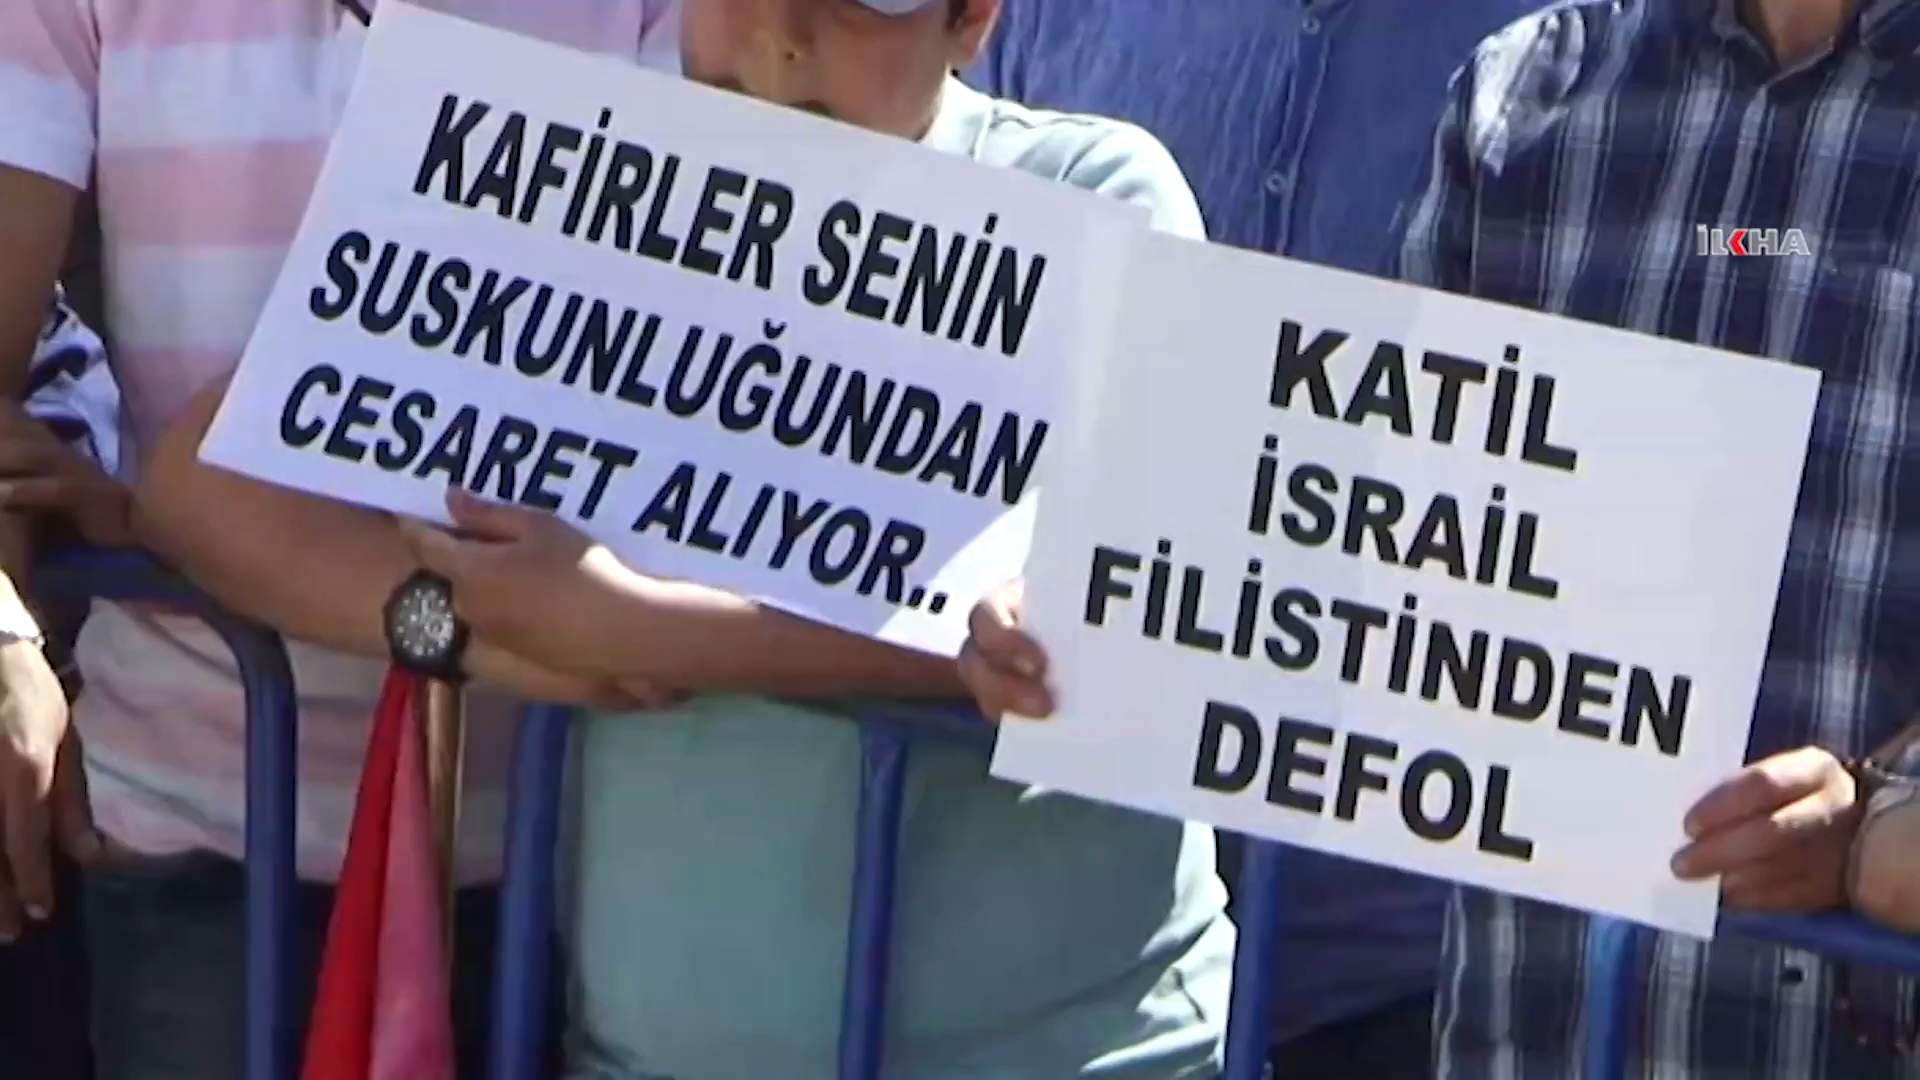 KAFİRLER SENİN
SUSKUNLUĞUNDAN
CESARET ALIYOR..
KATİL
İSRAİL
FİLİSTİNDEN
DEFOL
İLKHA